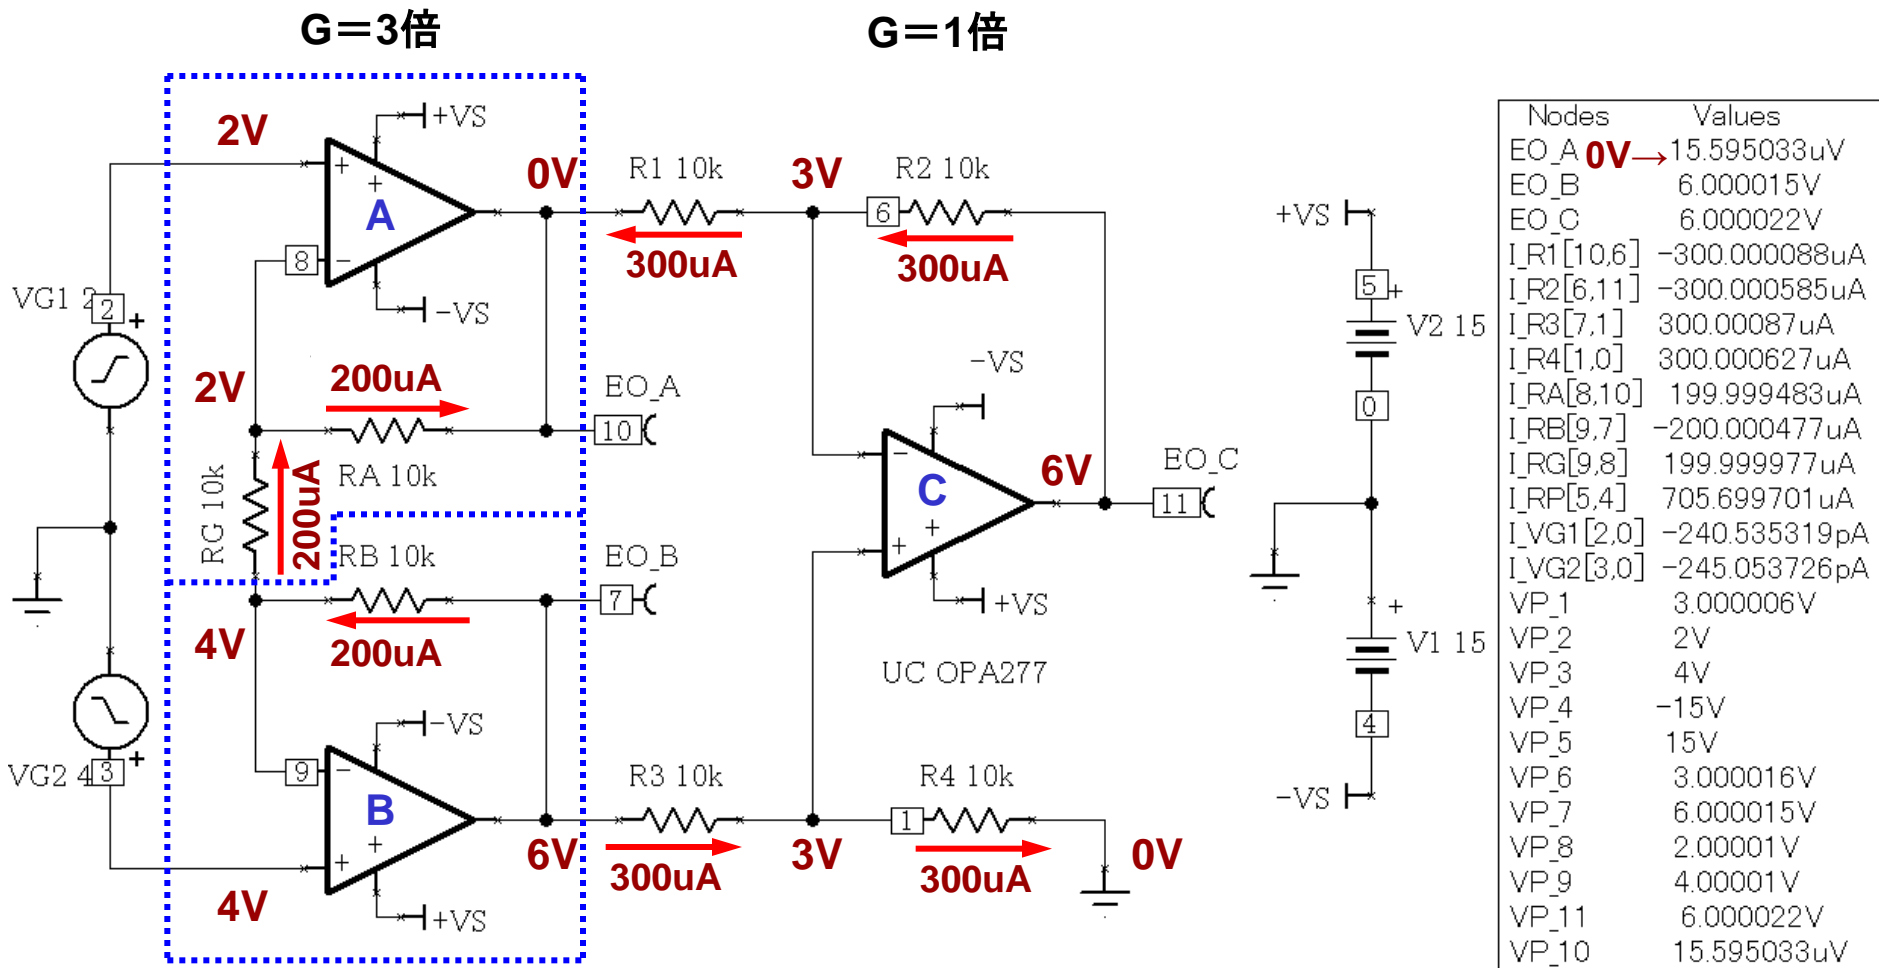 G＝3倍
G＝1倍
2V
+VS
+
+
A
8
−
-VS
0V
R1 10k
300uA
3V
6
R2 10k
300uA
VG1 2
2
+
2V
200uA
EO_A
10
RA 10k
RG 10k
200uA
RB 10k
EO_B
7
200uA
4V
VG2 4
3
+
-VS
9
−
B
+
+
+VS
4V
6V
R3 10k
300uA
3V
1
R4 10k
300uA
0V
-VS
−
C
+
+
+VS
6V
EO_C
11
UC OPA277
+VS
5
+
V2 15
0
+
V1 15
4
-VS
Nodes Values
EO_A 0V→ 15.595033uV
EO_B 6.000015V
EO_C 6.000022V
I_R1[10,6] -300.000088uA
I_R2[6,11] -300.000585uA
I_R3[7,1] 300.00087uA
I_R4[1,0] 300.000627uA
I_RA[8,10] 199.999483uA
I_RB[9,7] -200.000477uA
I_RG[9,8] 199.999977uA
I_RP[5,4] 705.699701uA
I_VG1[2,0] -240.535319pA
I_VG2[3,0] -245.053726pA
VP_1 3.000006V
VP_2 2V
VP_3 4V
VP_4 -15V
VP_5 15V
VP_6 3.000016V
VP_7 6.000015V
VP_8 2.00001V
VP_9 4.00001V
VP_11 6.000022V
VP_10 15.595033uV